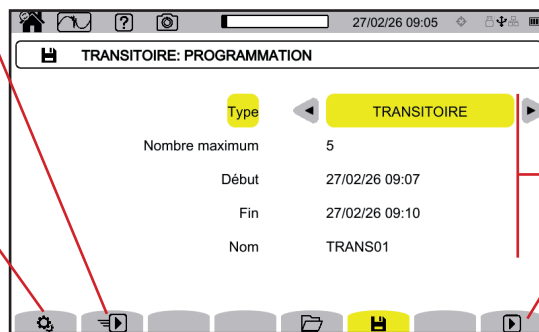 27/02/26 09:05
TRANSITOIRE: PROGRAMMATION
Type TRANSITOIRE
Nombre maximum 5
Début 27/02/26 09:07
Fin 27/02/26 09:10
Nom TRANS01